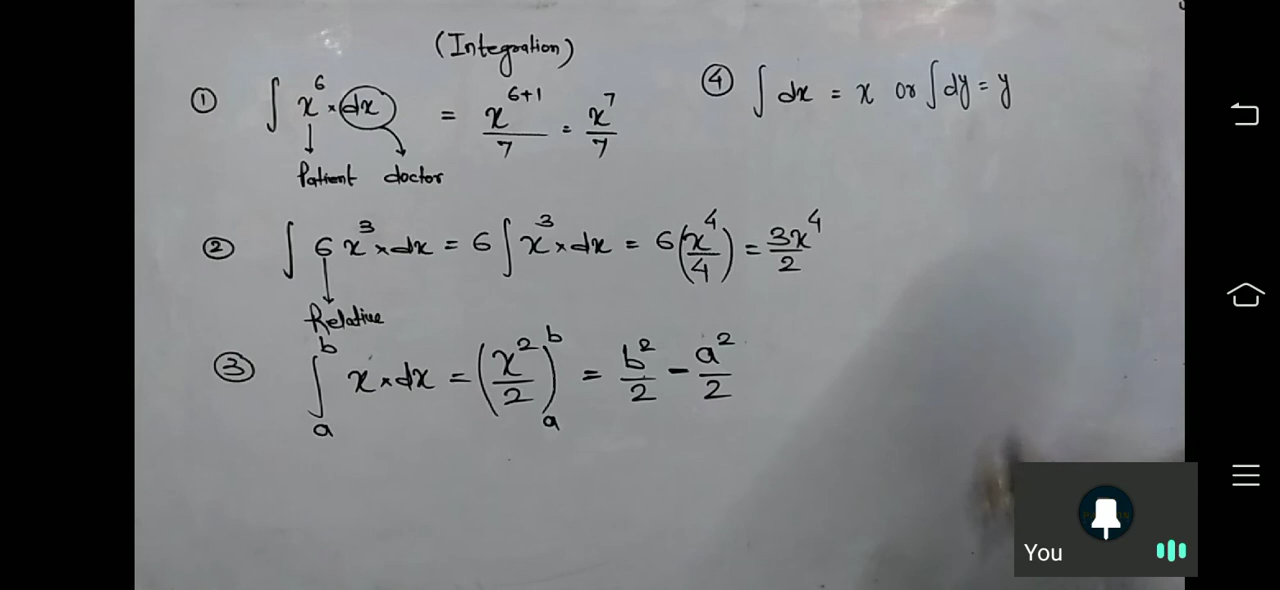 (Integration)
① ∫ x⁶ × dx = x⁶⁺¹/7 = x⁷/7
Patient doctor
② ∫ 6 x³ × dx = 6 ∫ x³ × dx = 6 (x⁴/4) = 3x⁴/2
Relative
③ ∫ₐᵇ x × dx = (x²/2)ₐᵇ = b²/2 - a²/2
④ ∫ dx = x or ∫ dy = y
You